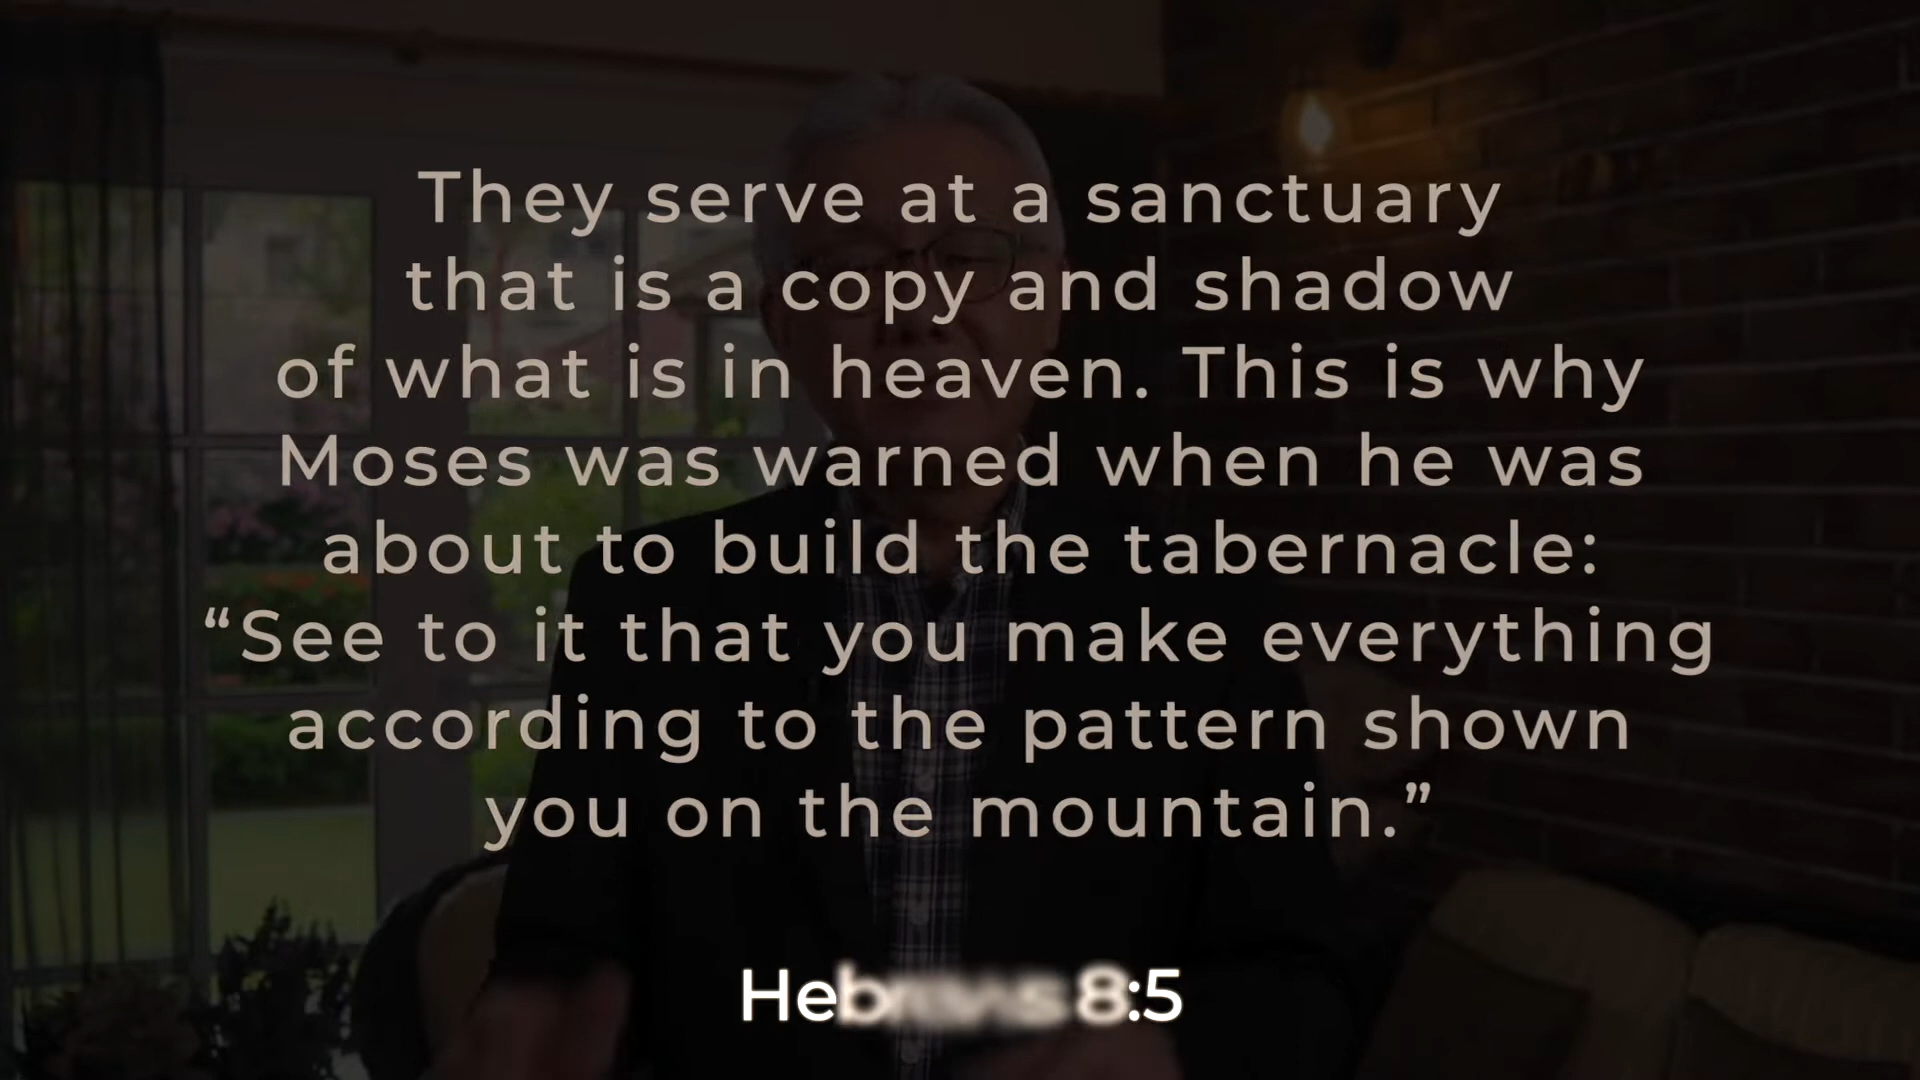 They serve at a sanctuary
that is a copy and shadow
of what is in heaven. This is why
Moses was warned when he was
about to build the tabernacle:
“See to it that you make everything
according to the pattern shown
you on the mountain.”
Hebrews 8:5